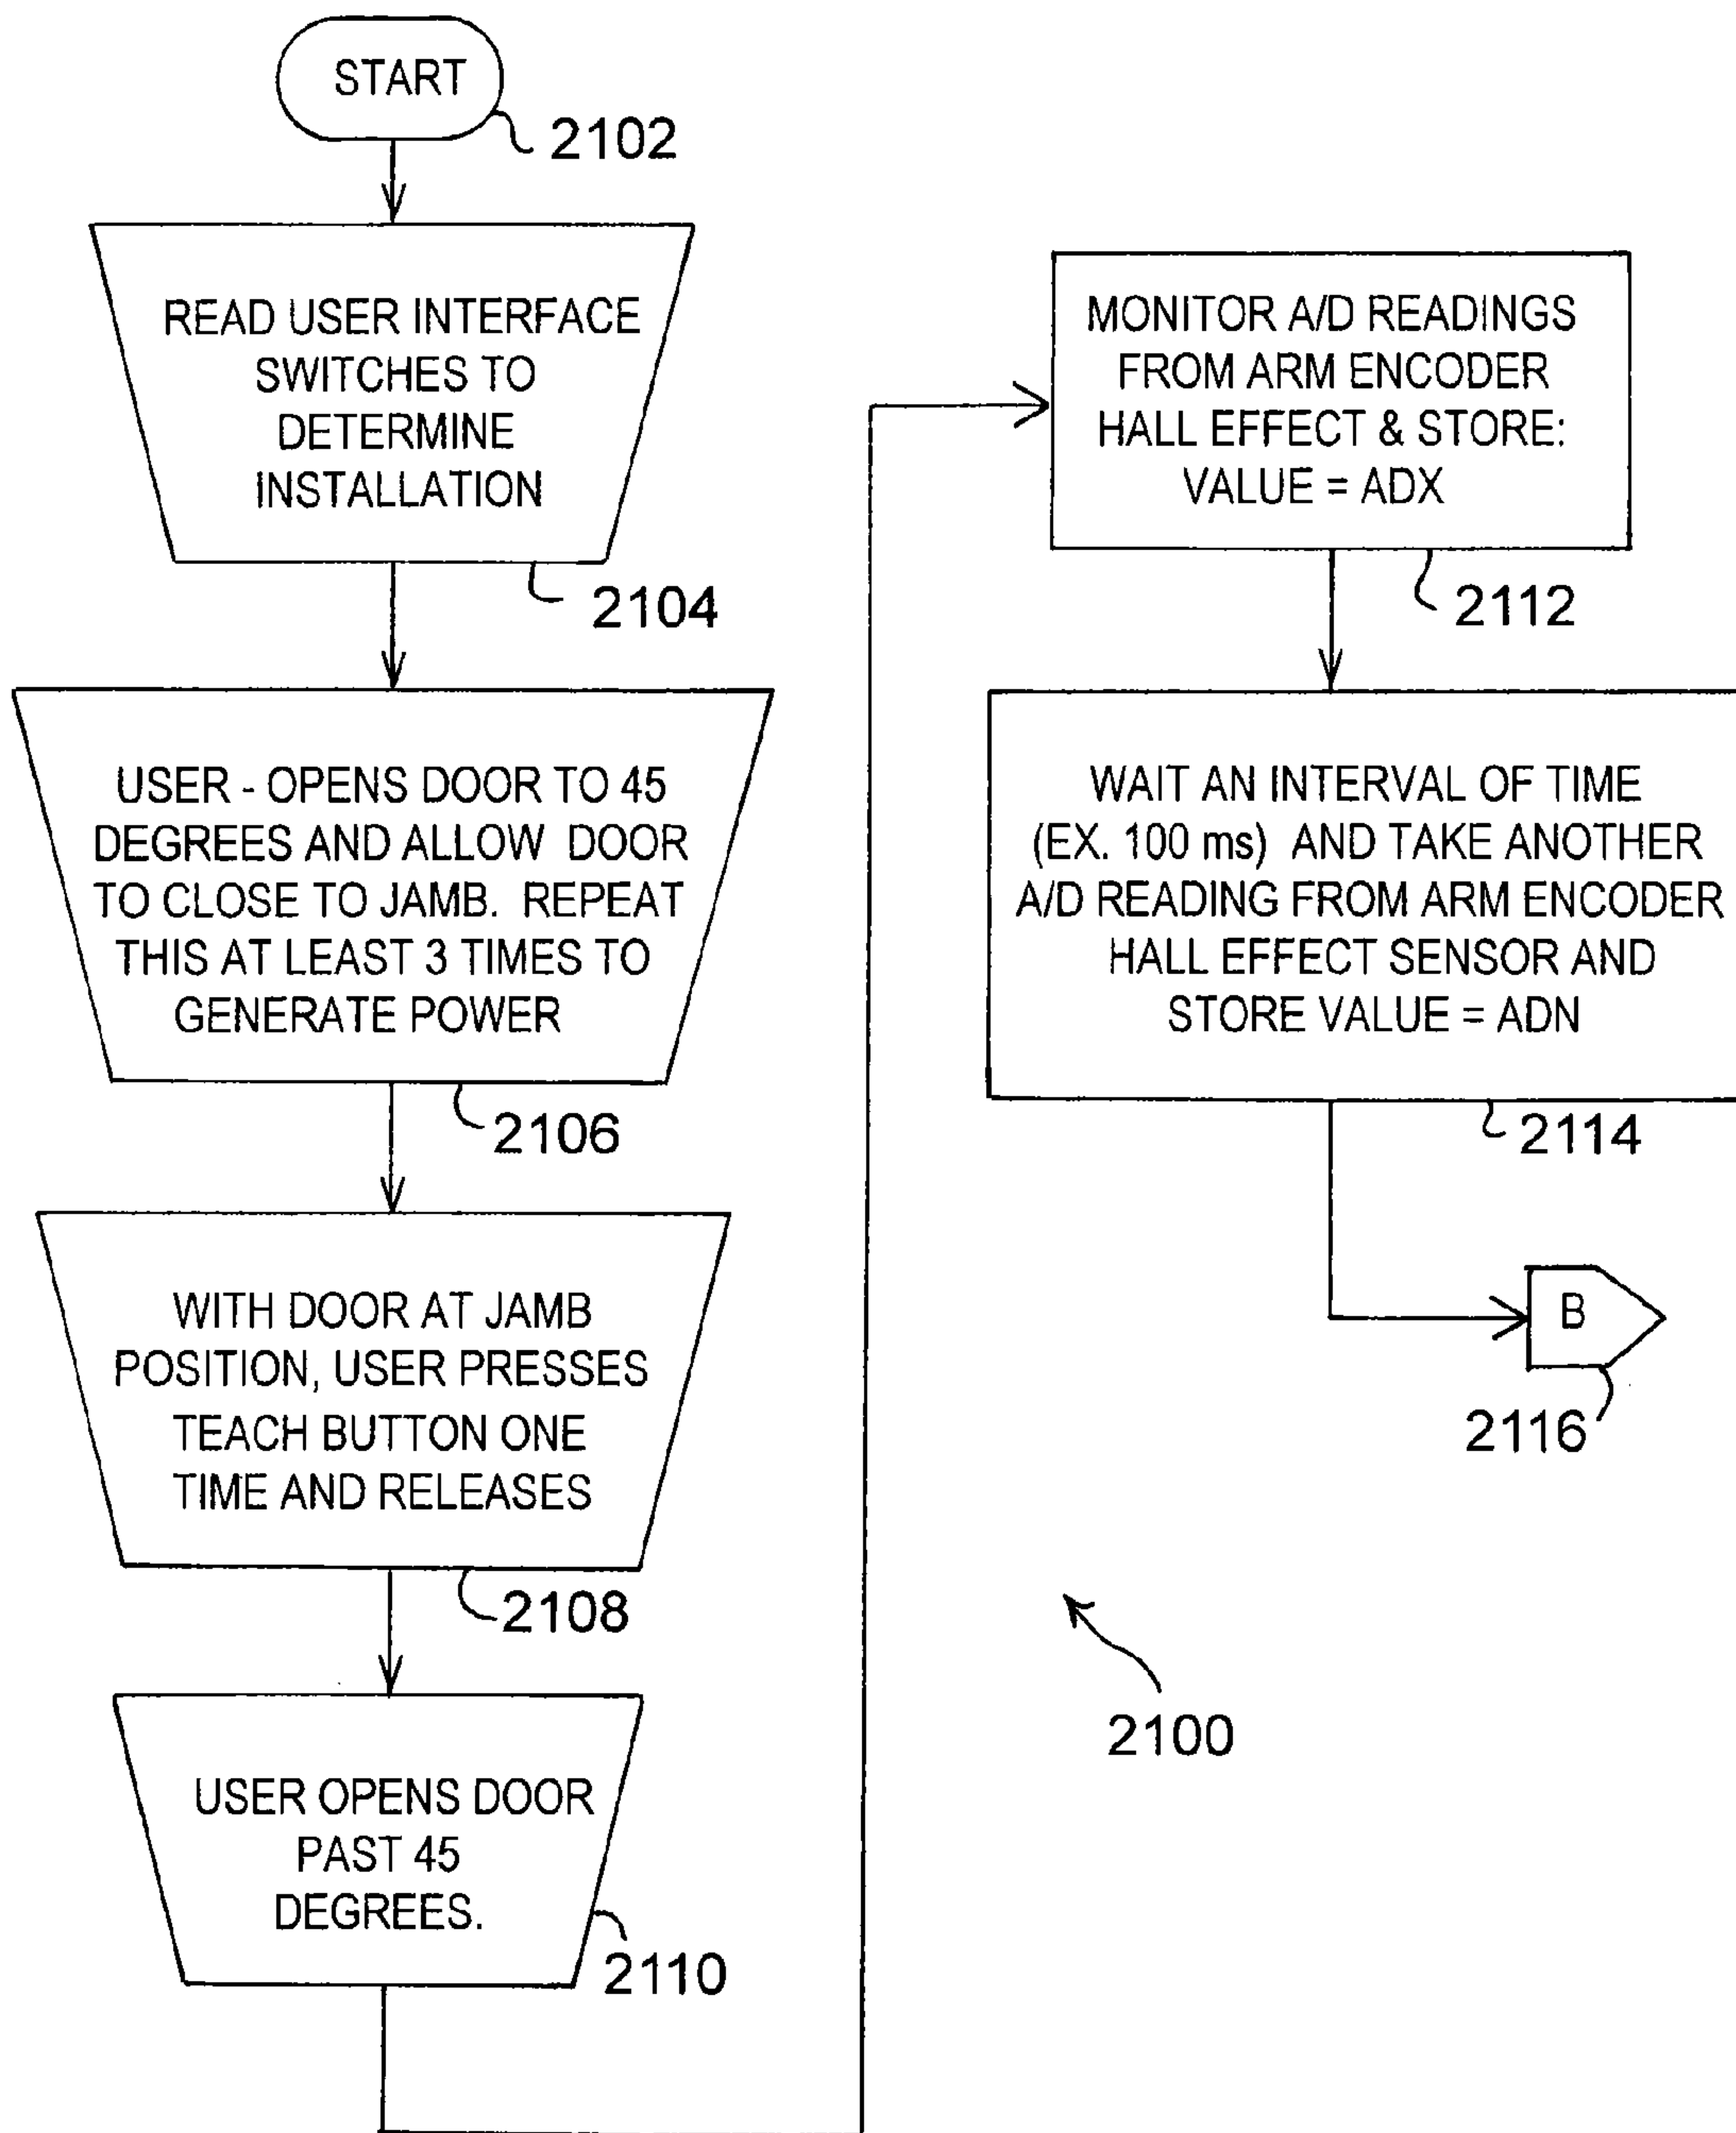 START
2102
READ USER INTERFACE
SWITCHES TO
DETERMINE
INSTALLATION
2104
USER - OPENS DOOR TO 45
DEGREES AND ALLOW DOOR
TO CLOSE TO JAMB. REPEAT
THIS AT LEAST 3 TIMES TO
GENERATE POWER
2106
WITH DOOR AT JAMB
POSITION, USER PRESSES
TEACH BUTTON ONE
TIME AND RELEASES
2108
USER OPENS DOOR
PAST 45
DEGREES.
2110
MONITOR A/D READINGS
FROM ARM ENCODER
HALL EFFECT & STORE:
VALUE = ADX
2112
WAIT AN INTERVAL OF TIME
(EX. 100 ms) AND TAKE ANOTHER
A/D READING FROM ARM ENCODER
HALL EFFECT SENSOR AND
STORE VALUE = ADN
2114
B
2116
2100